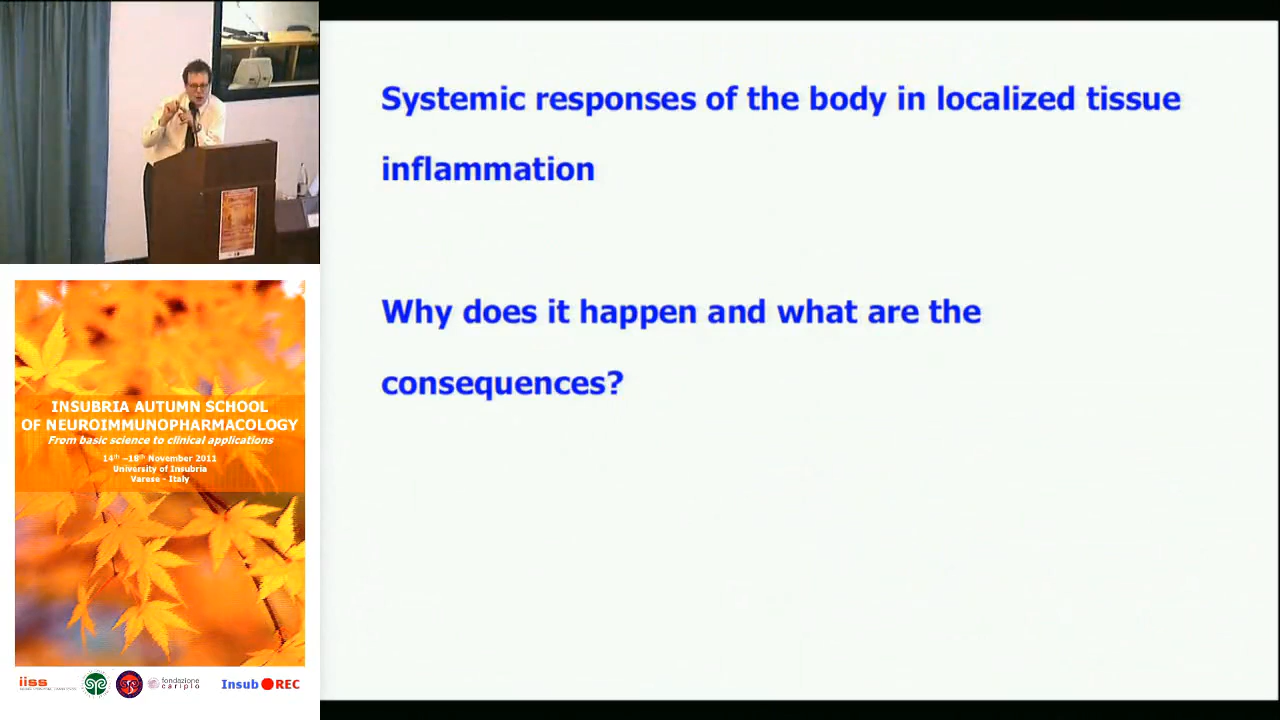 Systemic responses of the body in localized tissue
inflammation
Why does it happen and what are the
consequences?
INSUBRIA AUTUMN SCHOOL
OF NEUROIMMUNOPHARMACOLOGY
From basic science to clinical applications
14th –18th November 2011
University of Insubria
Varese - Italy
iiss
fondazione
cariplo
Insub REC